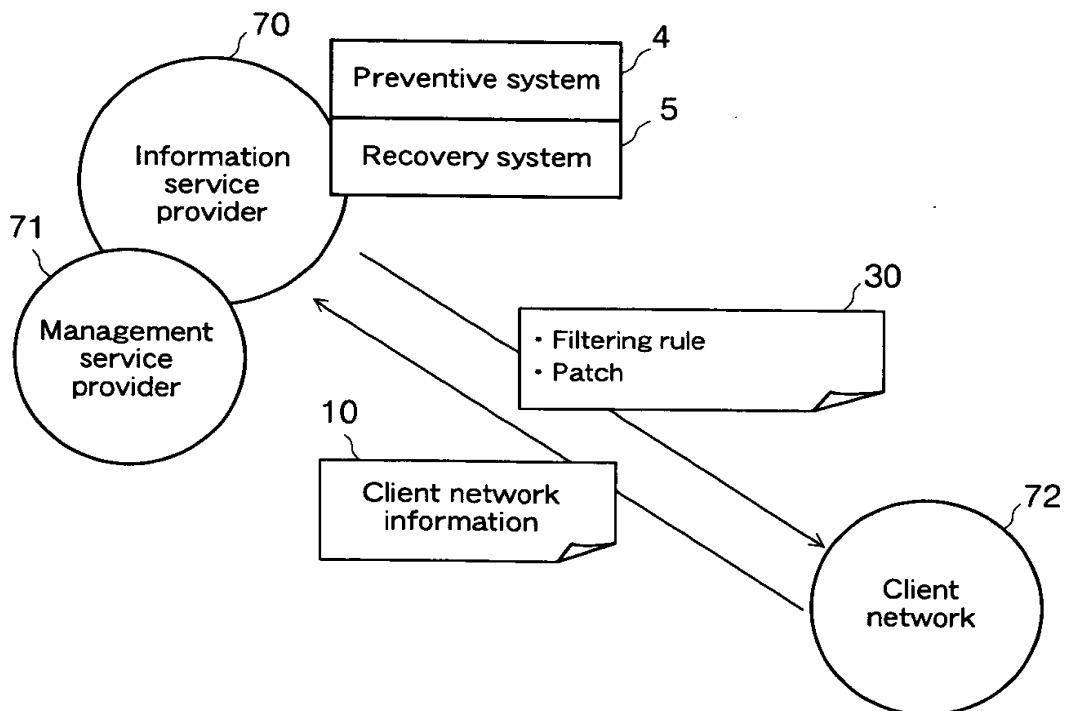 70
4
Preventive system
5
Recovery system
Information
service
provider
71
Management
service
provider
30
· Filtering rule
· Patch
10
Client network
information
72
Client
network